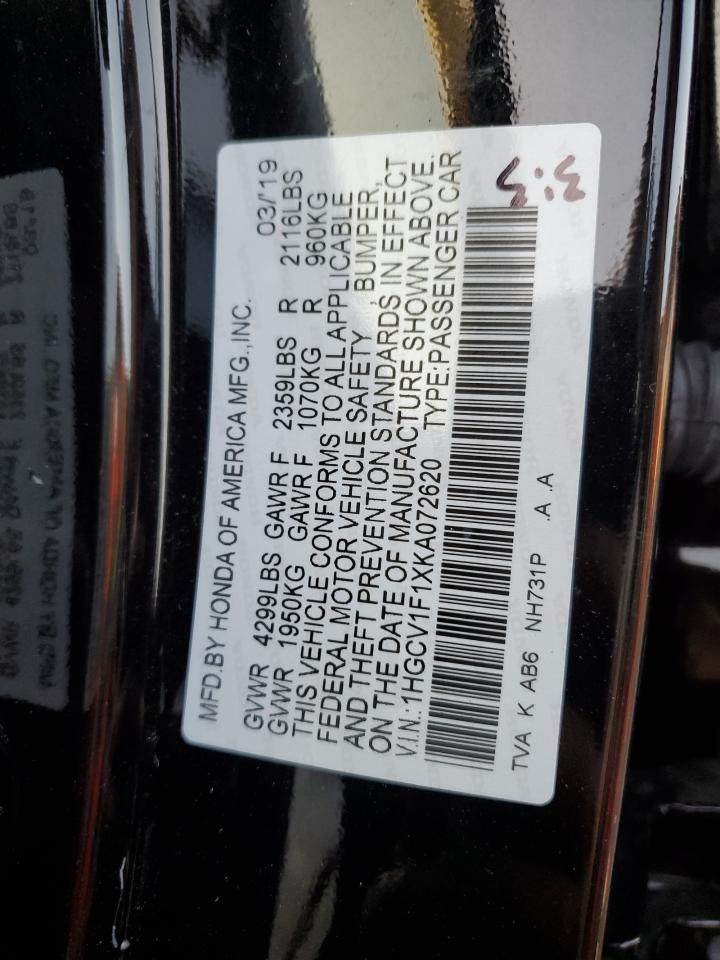 MFD.BY HONDA OF AMERICA MFG.,INC. 03/'19
GVWR 4299LBS GAWR F 2359LBS R 2116LBS
GVWR 1950KG GAWR F 1070KG R 960KG
THIS VEHICLE CONFORMS TO ALL APPLICABLE
FEDERAL MOTOR VEHICLE SAFETY , BUMPER,
AND THEFT PREVENTION STANDARDS IN EFFECT
ON THE DATE OF MANUFACTURE SHOWN ABOVE.
V.I.N.:1HGCV1F1XKA072620 TYPE:PASSENGER CAR
TVA K AB6 NH731P .A .A